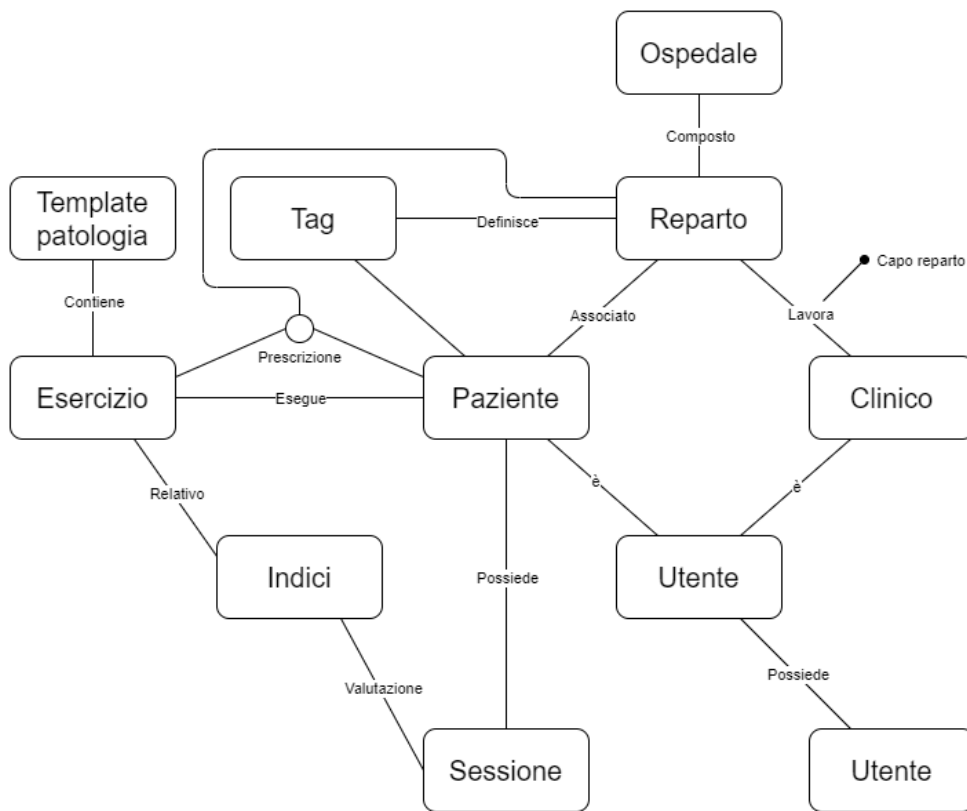 Ospedale
Composto
Template
patologia
Tag
Definisce
Reparto
Capo reparto
Contiene
Associato
Lavora
Prescrizione
Esercizio
Esegue
Paziente
Clinico
Relativo
è
è
Indici
Possiede
Utente
Valutazione
Possiede
Sessione
Utente